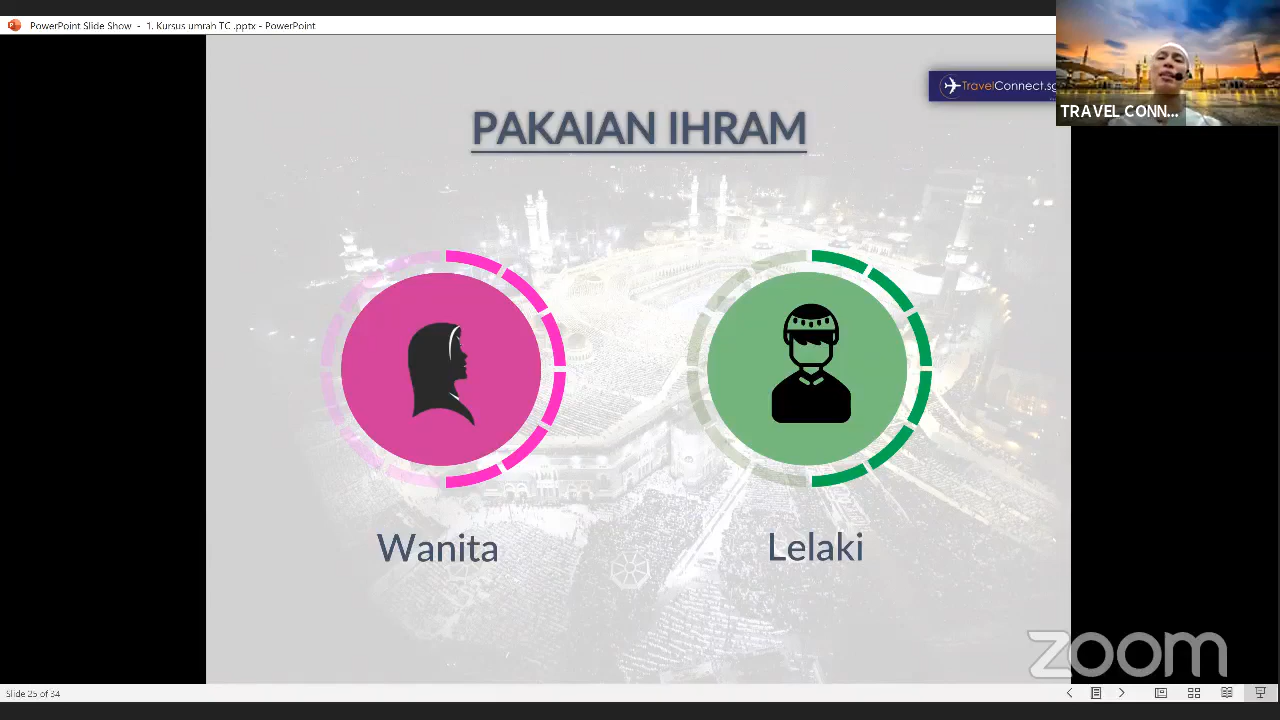 PowerPoint Slide Show - 1. Kursus umrah TC .pptx - PowerPoint
TravelConnect.sg
TRAVEL CONN...
PAKAIAN IHRAM
Wanita
Lelaki
zoom
Slide 25 of 34